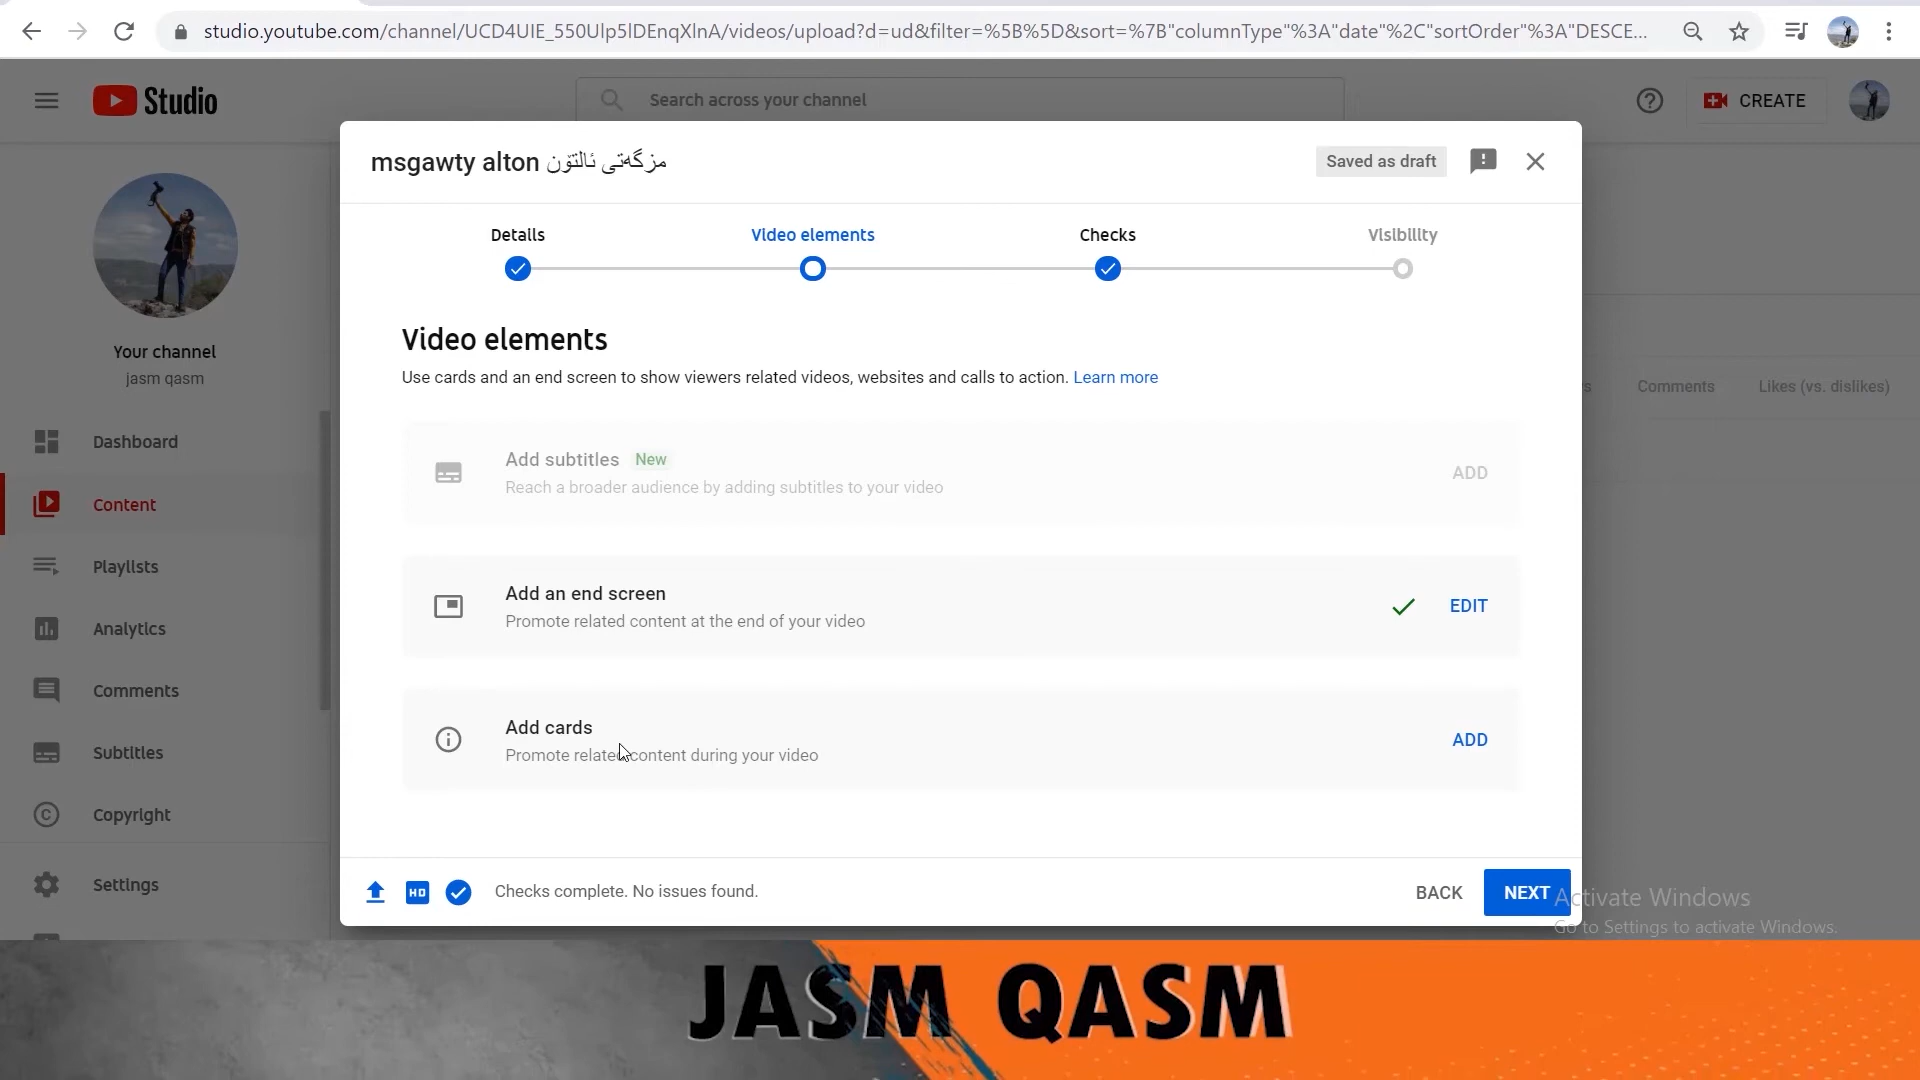 studio.youtube.com/channel/UCD4UIE_550Ulp5lDEnqXlnA/videos/upload?d=ud&filter=%5B%5D&sort=%7B"columnType"%3A"date"%2C"sortOrder"%3A"DESCE...
Studio
Search across your channel
CREATE
msgawty alton مزگەتی ئالتۆن
Saved as draft
Details
Video elements
Checks
Visibility
Your channel
jasm qasm
Video elements
Use cards and an end screen to show viewers related videos, websites and calls to action. Learn more
Comments
Likes (vs. dislikes)
Dashboard
Content
Playlists
Analytics
Comments
Subtitles
Copyright
Settings
Add subtitles New
Reach a broader audience by adding subtitles to your video
ADD
Add an end screen
Promote related content at the end of your video
EDIT
Add cards
Promote related content during your video
ADD
HD
Checks complete. No issues found.
BACK
NEXT
Activate Windows
Go to Settings to activate Windows.
JASM QASM